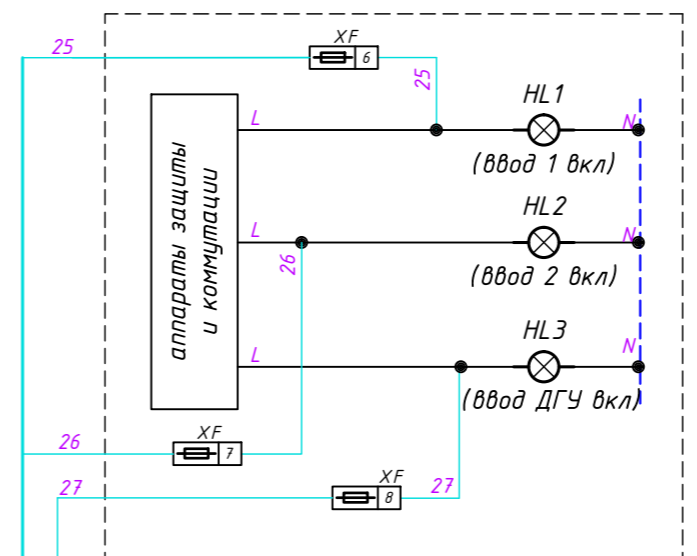 XF
25
6
25
HL1
L
N
(ввод 1 вкл)
аппараты защиты
и коммутации
HL2
L
N
26
(ввод 2 вкл)
HL3
L
N
(ввод ДГУ вкл)
XF
26
7
XF
27
8
27